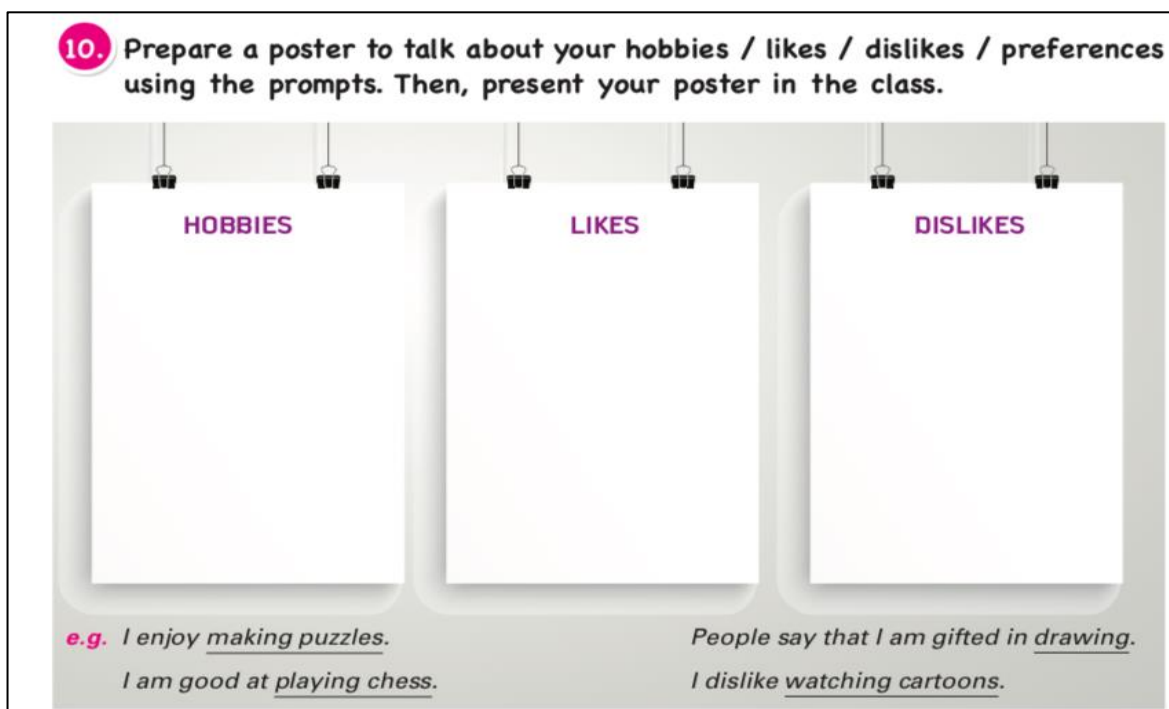 10. Prepare a poster to talk about your hobbies / likes / dislikes / preferences
using the prompts. Then, present your poster in the class.
HOBBIES
LIKES
DISLIKES
e.g. I enjoy making puzzles.
I am good at playing chess.
People say that I am gifted in drawing.
I dislike watching cartoons.